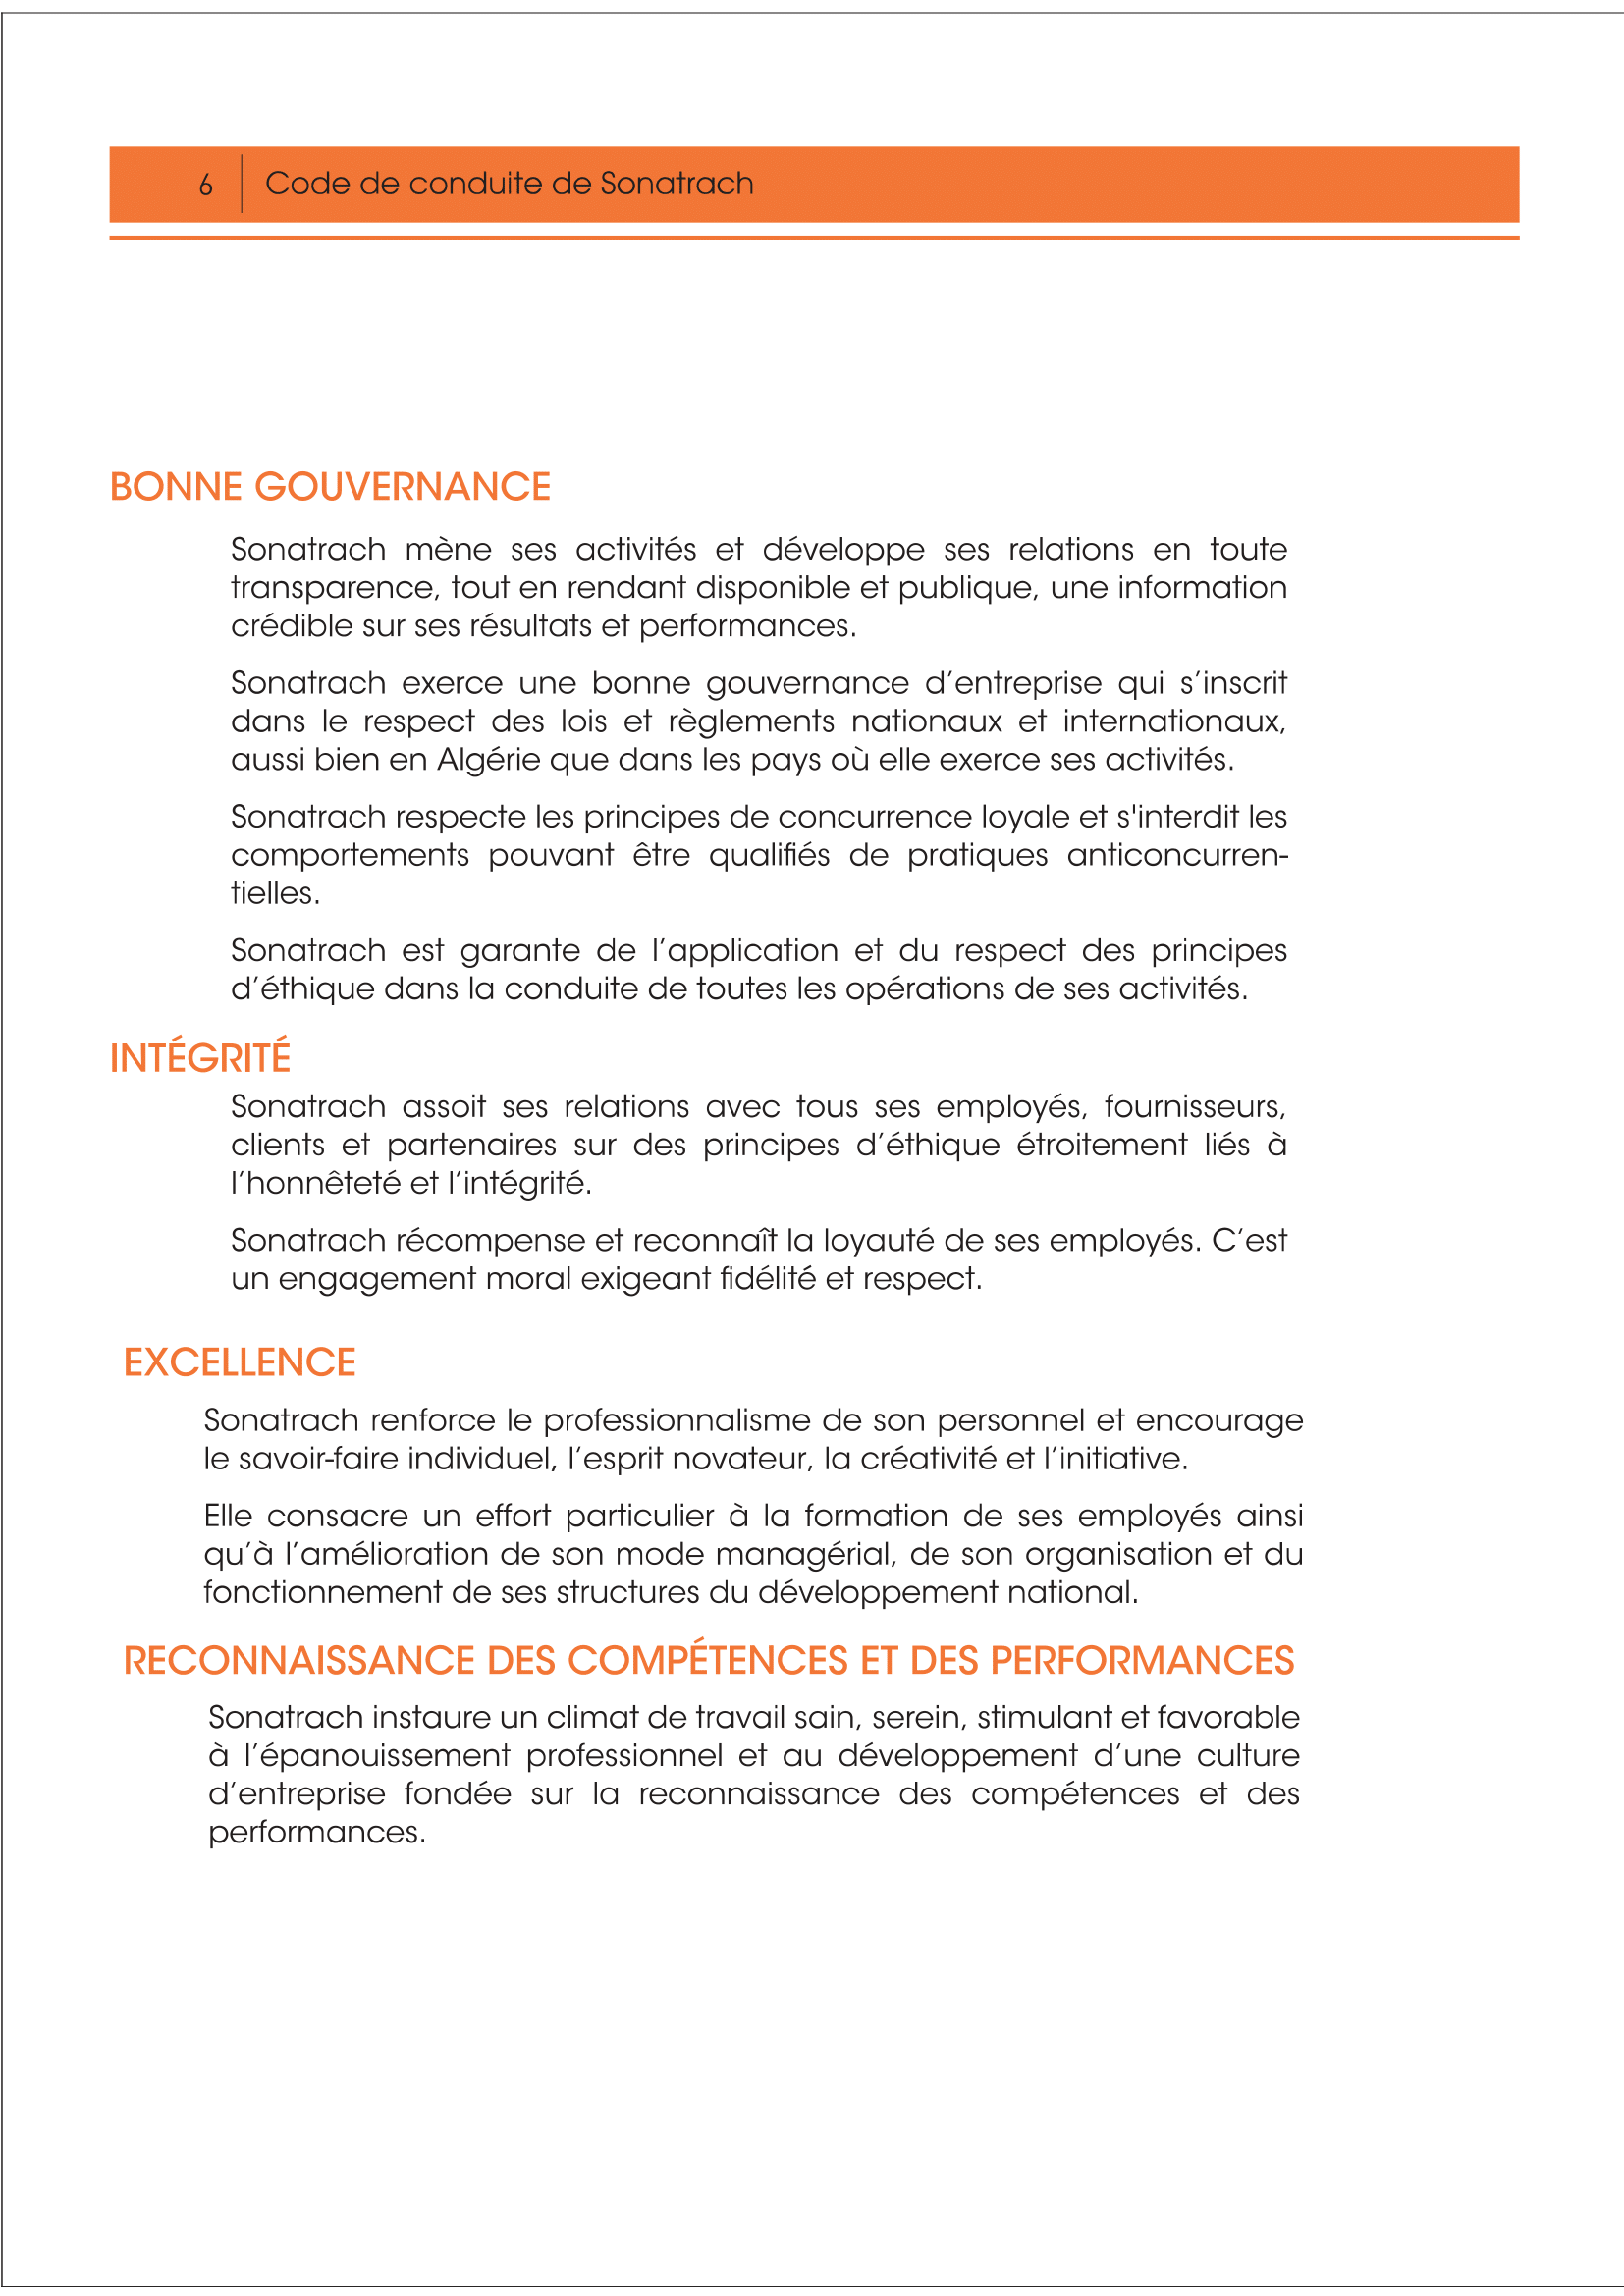 6 Code de conduite de Sonatrach
BONNE GOUVERNANCE
Sonatrach mène ses activités et développe ses relations en toute
transparence, tout en rendant disponible et publique, une information
crédible sur ses résultats et performances.
Sonatrach exerce une bonne gouvernance d’entreprise qui s’inscrit
dans le respect des lois et règlements nationaux et internationaux,
aussi bien en Algérie que dans les pays où elle exerce ses activités.
Sonatrach respecte les principes de concurrence loyale et s'interdit les
comportements pouvant être qualifiés de pratiques anticoncurren-
tielles.
Sonatrach est garante de l’application et du respect des principes
d’éthique dans la conduite de toutes les opérations de ses activités.
INTÉGRITÉ
Sonatrach assoit ses relations avec tous ses employés, fournisseurs,
clients et partenaires sur des principes d’éthique étroitement liés à
l’honnêteté et l’intégrité.
Sonatrach récompense et reconnaît la loyauté de ses employés. C’est
un engagement moral exigeant fidélité et respect.
EXCELLENCE
Sonatrach renforce le professionnalisme de son personnel et encourage
le savoir-faire individuel, l’esprit novateur, la créativité et l’initiative.
Elle consacre un effort particulier à la formation de ses employés ainsi
qu’à l’amélioration de son mode managérial, de son organisation et du
fonctionnement de ses structures du développement national.
RECONNAISSANCE DES COMPÉTENCES ET DES PERFORMANCES
Sonatrach instaure un climat de travail sain, serein, stimulant et favorable
à l’épanouissement professionnel et au développement d’une culture
d’entreprise fondée sur la reconnaissance des compétences et des
performances.